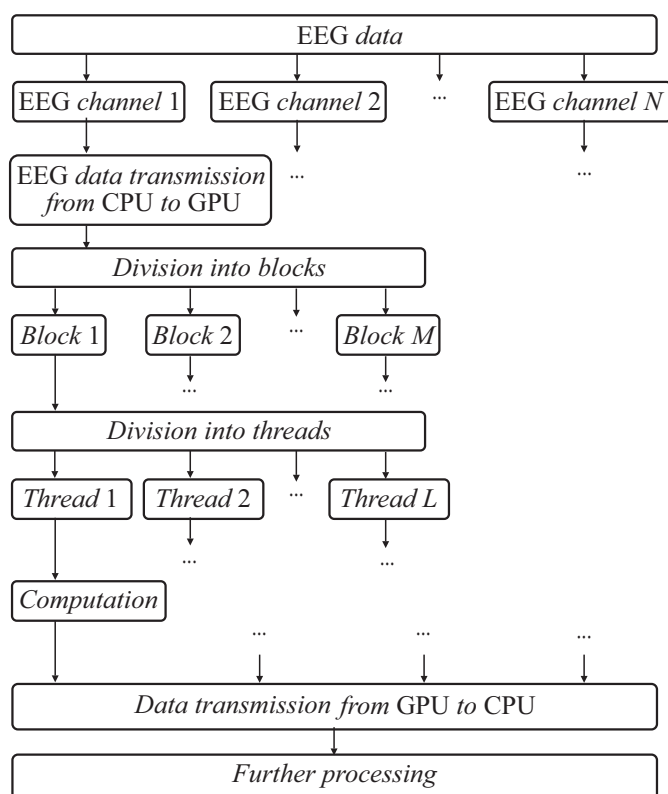 EEG data
...
EEG channel 1
EEG channel 2
EEG channel N
EEG data transmission
from CPU to GPU
...
...
Division into blocks
Block 1
Block 2
...
Block M
...
...
Division into threads
Thread 1
Thread 2
...
Thread L
...
...
Computation
...
...
...
Data transmission from GPU to CPU
Further processing